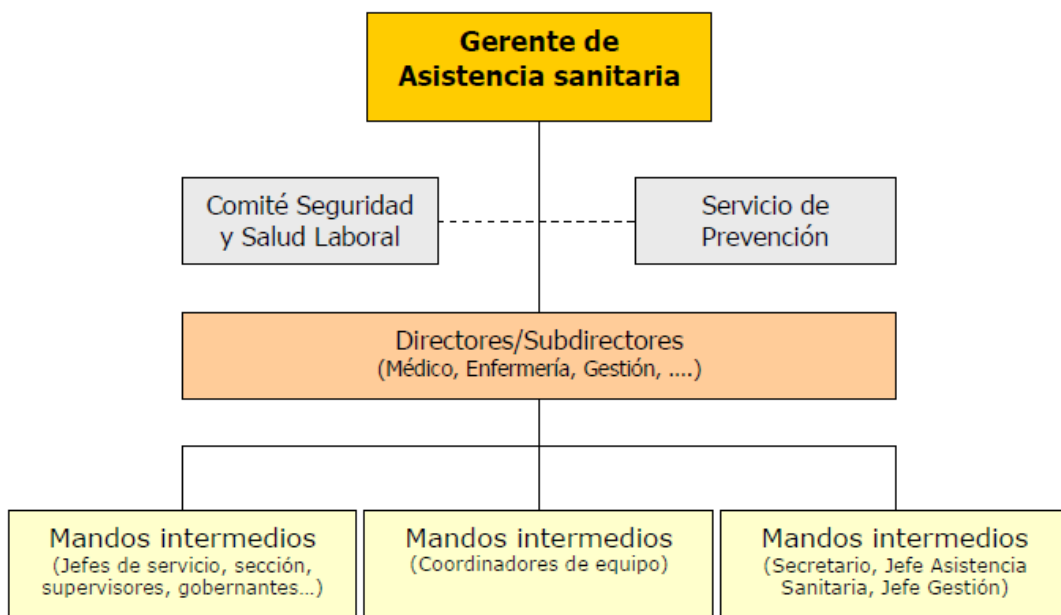 Gerente de
Asistencia sanitaria
Comité Seguridad
y Salud Laboral
Servicio de
Prevención
Directores/Subdirectores
(Médico, Enfermería, Gestión, ....)
Mandos intermedios
(Jefes de servicio, sección,
supervisores, gobernantes...)
Mandos intermedios
(Coordinadores de equipo)
Mandos intermedios
(Secretario, Jefe Asistencia
Sanitaria, Jefe Gestión)